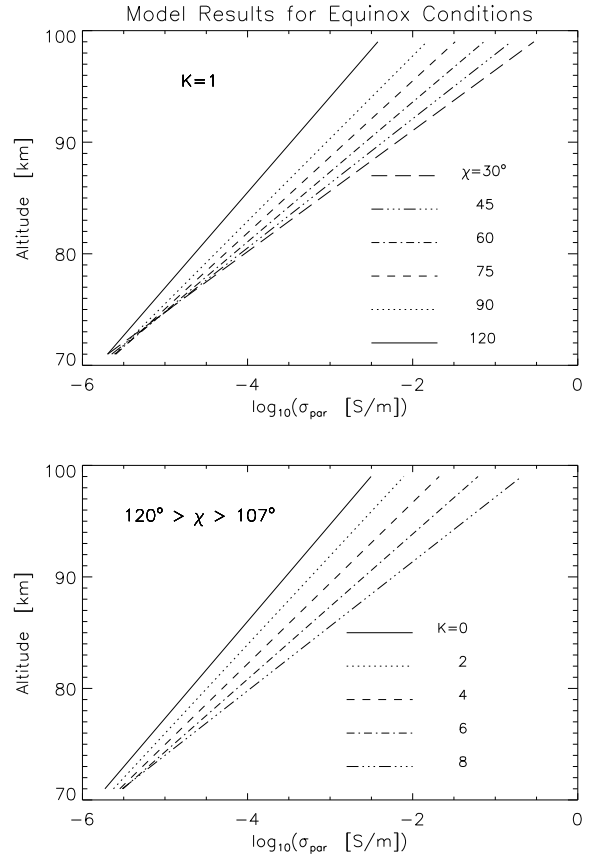 Model Results for Equinox Conditions
100
90
80
70
Altitude [km]
K=1
χ=30°
45
60
75
90
120
−6
−4
−2
0
log₁₀(σₚₐᵣ [S/m])
100
90
80
70
Altitude [km]
120° > χ > 107°
K=0
2
4
6
8
−6
−4
−2
0
log₁₀(σₚₐᵣ [S/m])